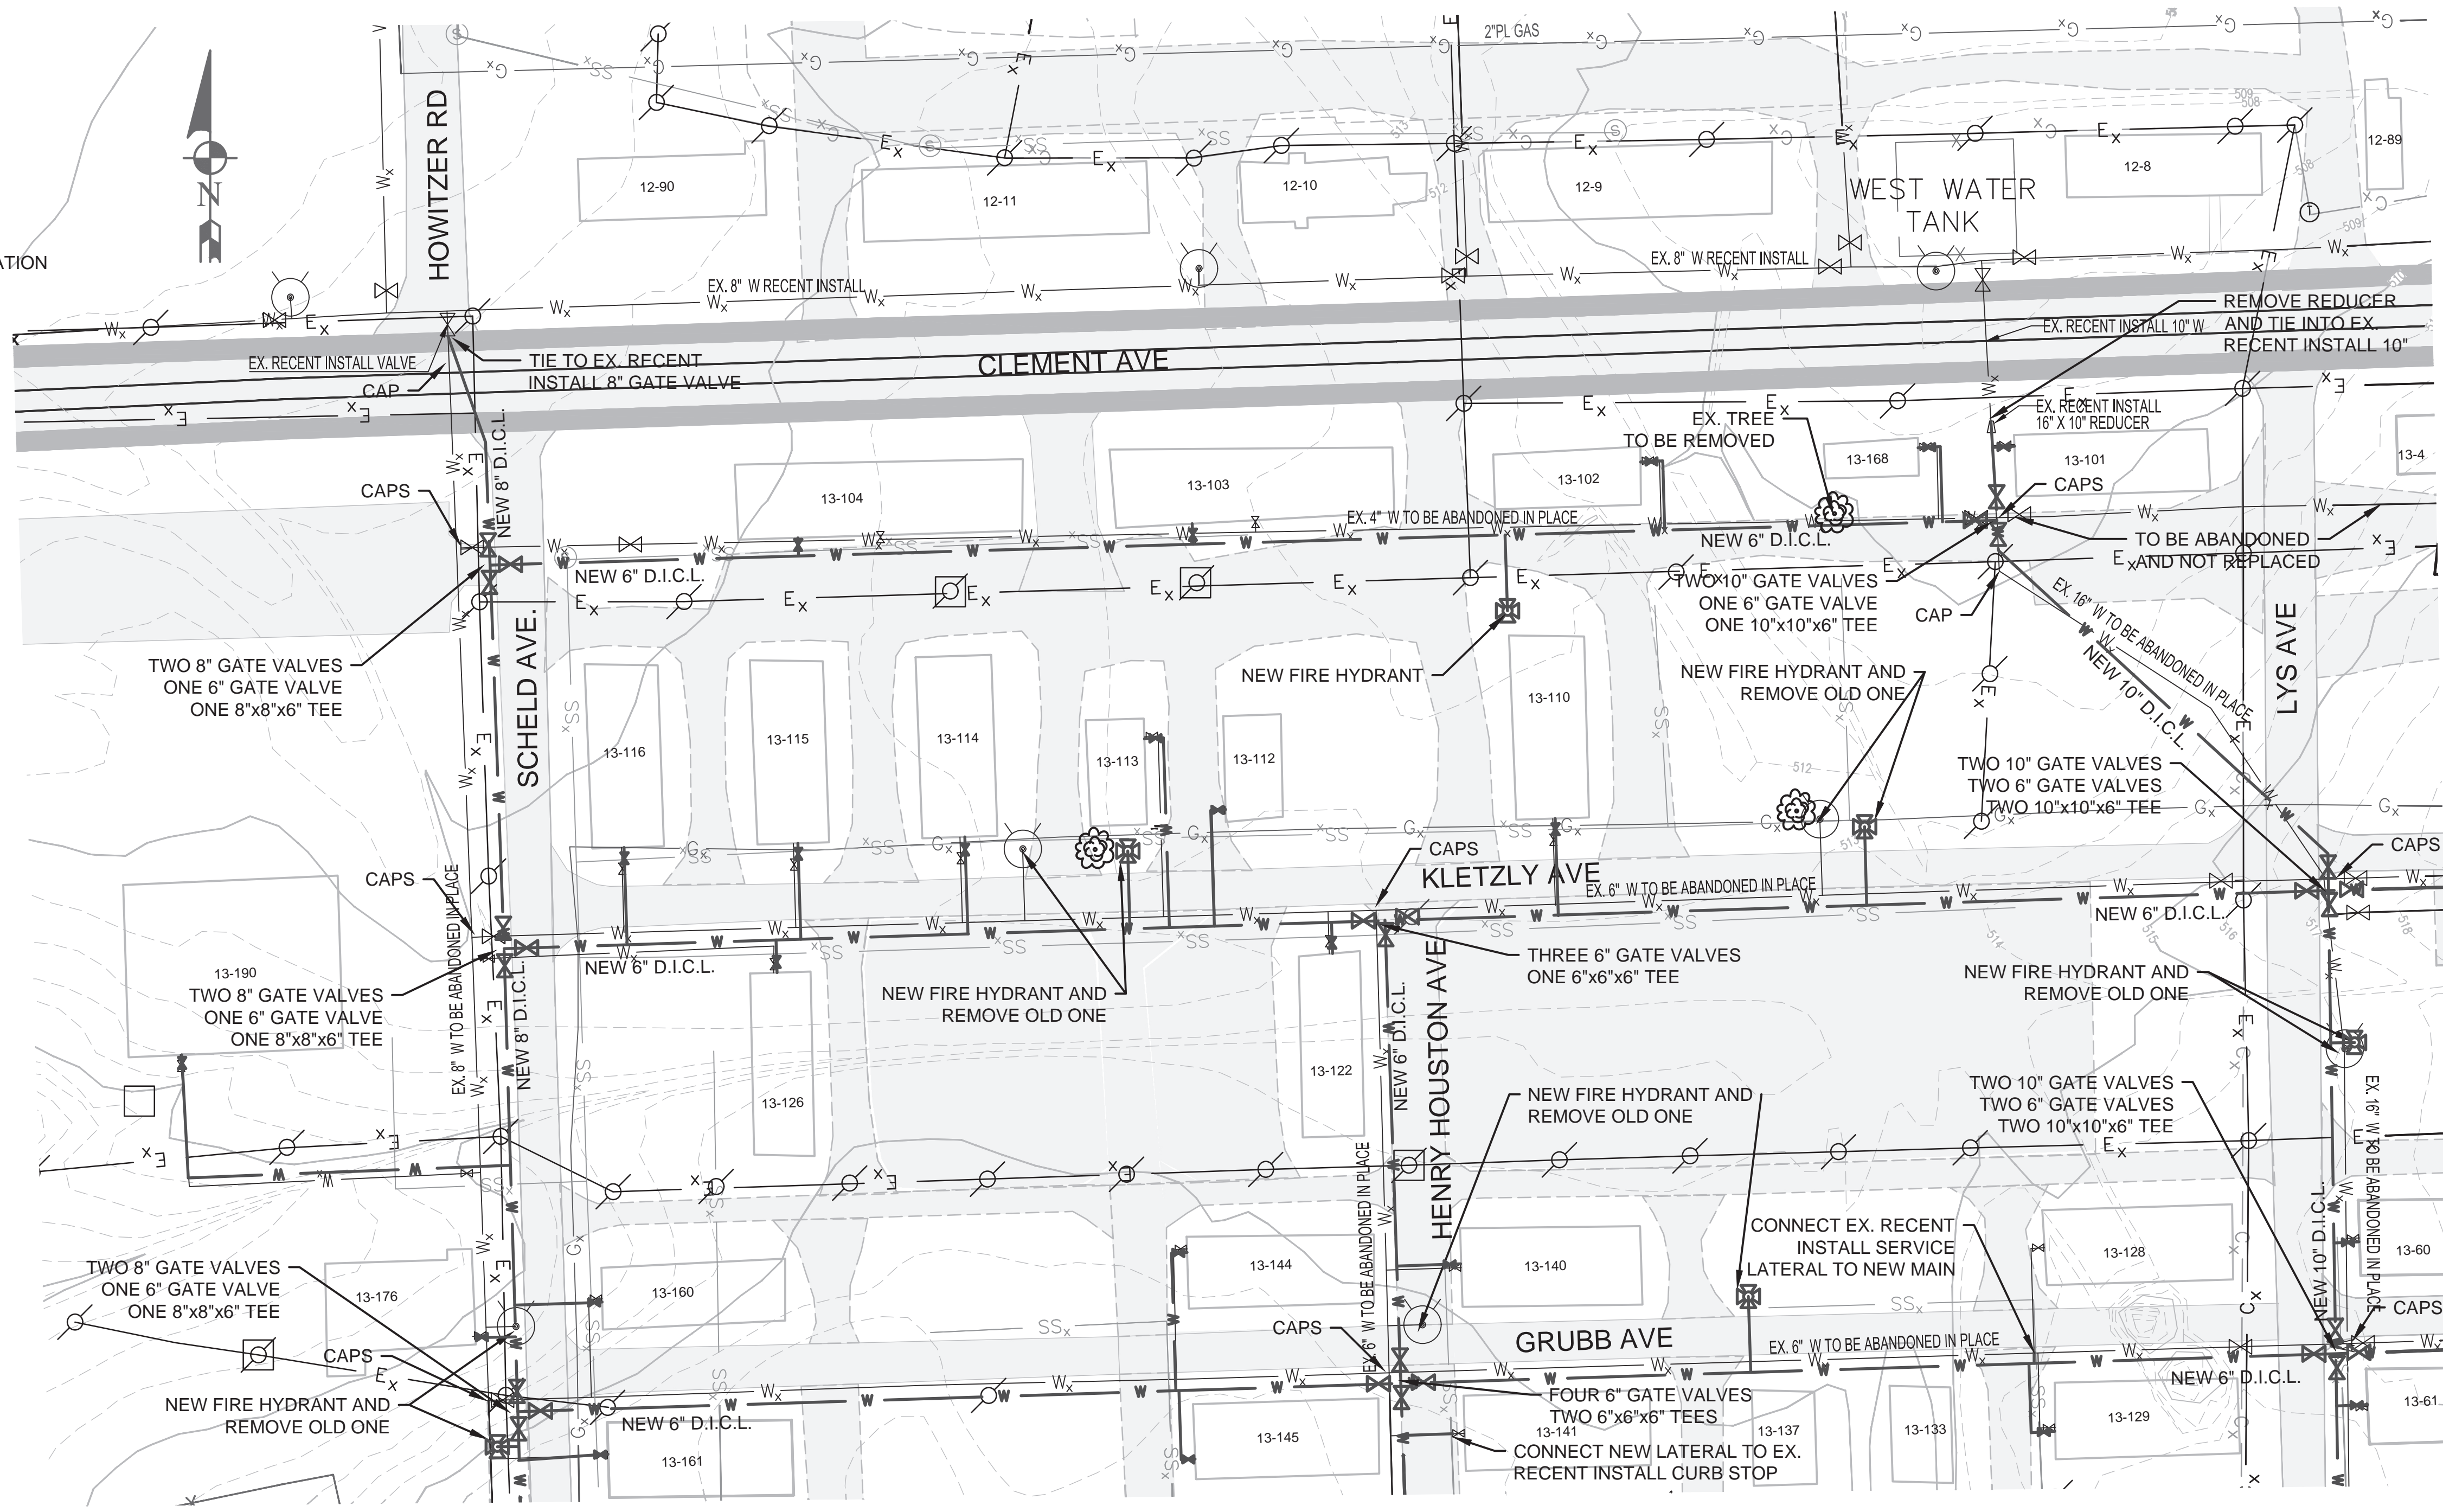 2"PL GAS
HOWITZER RD
N
ATION
12-90
12-11
12-10
12-9
12-8
12-89
WEST WATER
TANK
513
512
509
508
508
509
510
EX. 8" W RECENT INSTALL
EX. 8" W RECENT INSTALL
REMOVE REDUCER
AND TIE INTO EX.
RECENT INSTALL 10"
EX. RECENT INSTALL 10" W
EX. RECENT INSTALL VALVE
CAP
TIE TO EX. RECENT
INSTALL 8" GATE VALVE
CLEMENT AVE
EX. RECENT INSTALL
16" X 10" REDUCER
EX. TREE
TO BE REMOVED
NEW 8" D.I.C.L.
CAPS
13-104
13-103
13-102
13-168
13-101
13-4
CAPS
EX. 4" W TO BE ABANDONED IN PLACE
NEW 6" D.I.C.L.
NEW 6" D.I.C.L.
TO BE ABANDONED
AND NOT REPLACED
TWO 10" GATE VALVES
ONE 6" GATE VALVE
ONE 10"x10"x6" TEE
CAP
EX. 16" W TO BE ABANDONED IN PLACE
NEW 10" D.I.C.L.
LYS AVE
TWO 8" GATE VALVES
ONE 6" GATE VALVE
ONE 8"x8"x6" TEE
SCHELD AVE.
NEW FIRE HYDRANT
NEW FIRE HYDRANT AND
REMOVE OLD ONE
13-116
13-115
13-114
13-113
13-112
13-110
512
513
TWO 10" GATE VALVES
TWO 6" GATE VALVES
TWO 10"x10"x6" TEE
CAPS
CAPS
CAPS
KLETZLY AVE
EX. 6" W TO BE ABANDONED IN PLACE
NEW 6" D.I.C.L.
EX. 8" W TO BE ABANDONED IN PLACE
NEW 6" D.I.C.L.
NEW 8" D.I.C.L.
13-190
TWO 8" GATE VALVES
ONE 6" GATE VALVE
ONE 8"x8"x6" TEE
NEW FIRE HYDRANT AND
REMOVE OLD ONE
THREE 6" GATE VALVES
ONE 6"x6"x6" TEE
514
515
516
517
518
NEW FIRE HYDRANT AND
REMOVE OLD ONE
NEW 6" D.I.C.L.
HENRY HOUSTON AVE
13-126
13-122
NEW FIRE HYDRANT AND
REMOVE OLD ONE
TWO 10" GATE VALVES
TWO 6" GATE VALVES
TWO 10"x10"x6" TEE
EX. 16" W TO BE ABANDONED IN PLACE
EX. 6" W TO BE ABANDONED IN PLACE
NEW 10" D.I.C.L.
CONNECT EX. RECENT
INSTALL SERVICE
LATERAL TO NEW MAIN
TWO 8" GATE VALVES
ONE 6" GATE VALVE
ONE 8"x8"x6" TEE
13-176
13-160
13-144
13-140
13-128
13-60
CAPS
CAPS
CAPS
GRUBB AVE
EX. 6" W TO BE ABANDONED IN PLACE
NEW 6" D.I.C.L.
NEW FIRE HYDRANT AND
REMOVE OLD ONE
NEW 6" D.I.C.L.
FOUR 6" GATE VALVES
TWO 6"x6"x6" TEES
13-161
13-145
13-141
13-137
13-133
13-129
13-61
CONNECT NEW LATERAL TO EX.
RECENT INSTALL CURB STOP